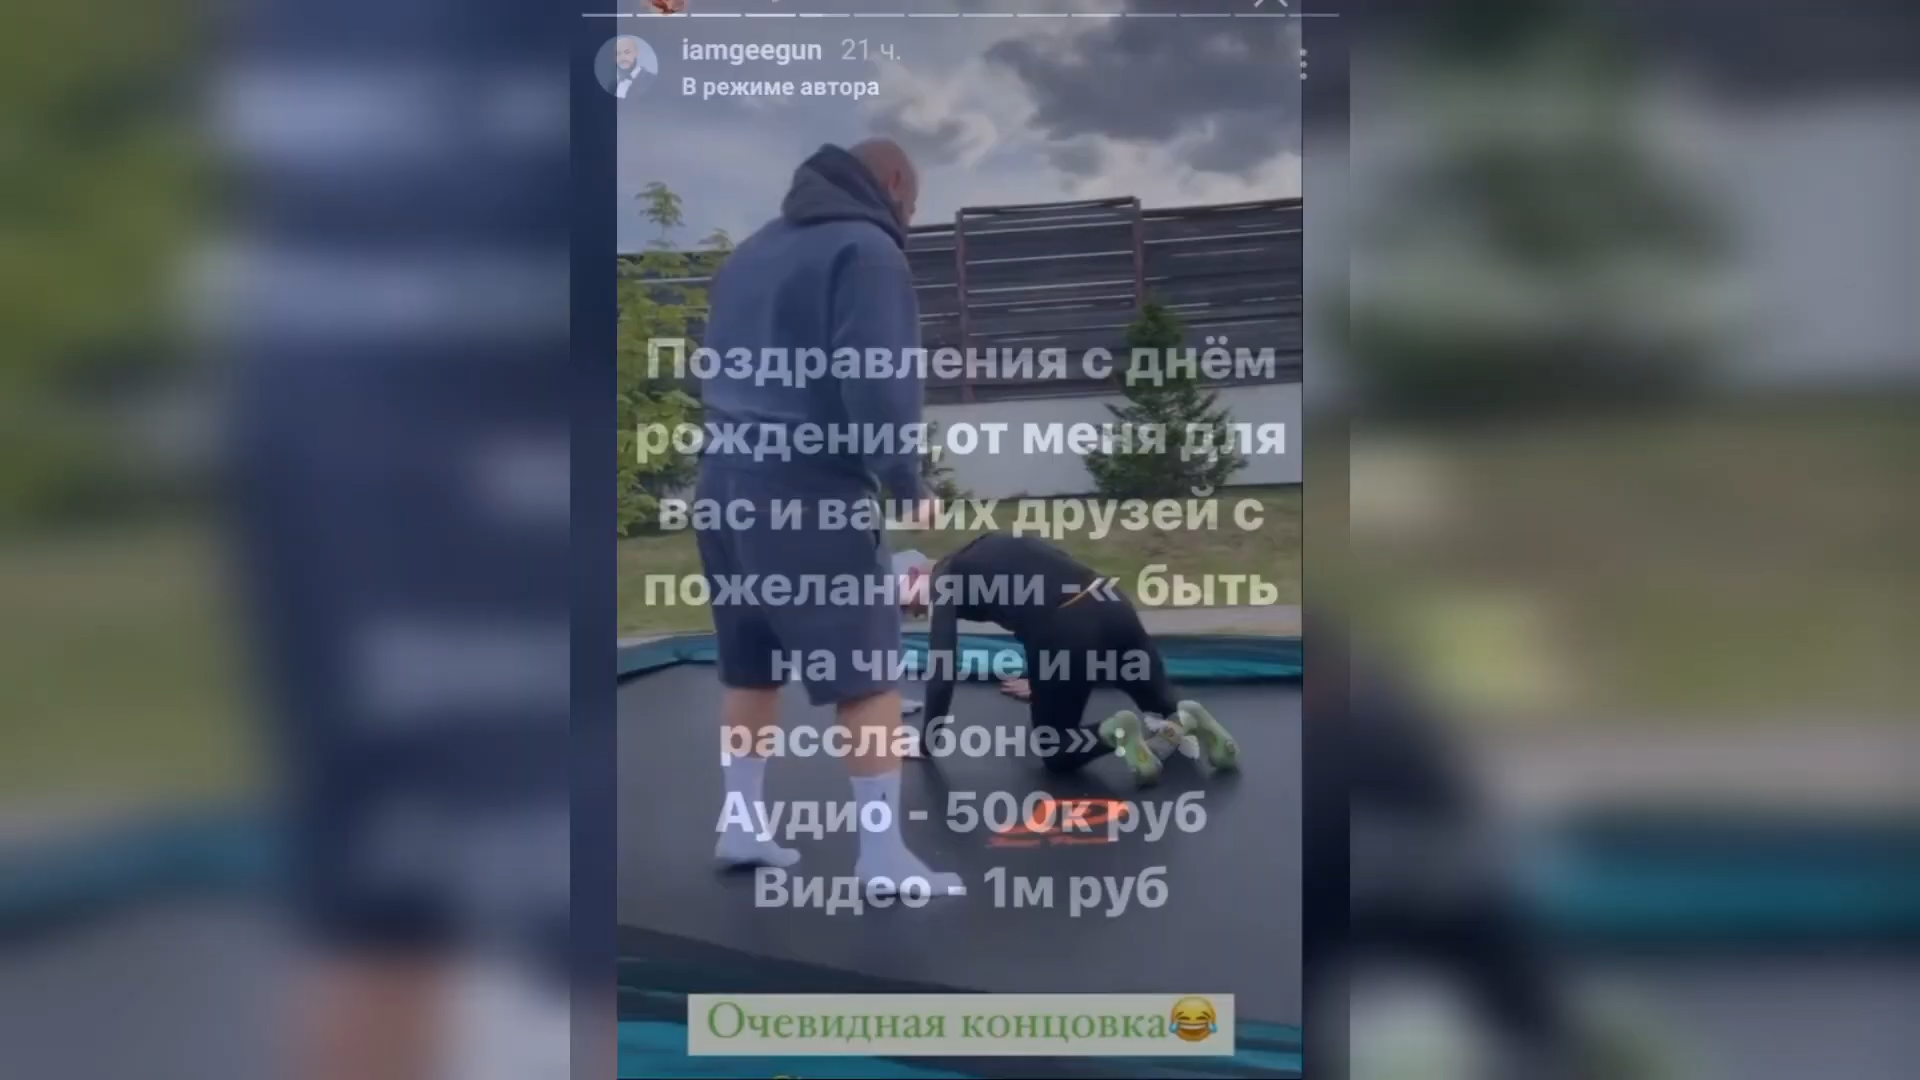 iamgeegun 21 ч.
В режиме автора
Поздравления с днём
рождения,от меня для
вас и ваших друзей с
пожеланиями -« быть
на чилле и на
расслабоне» :
Аудио - 500к руб
Видео - 1м руб
Очевидная концовка😂